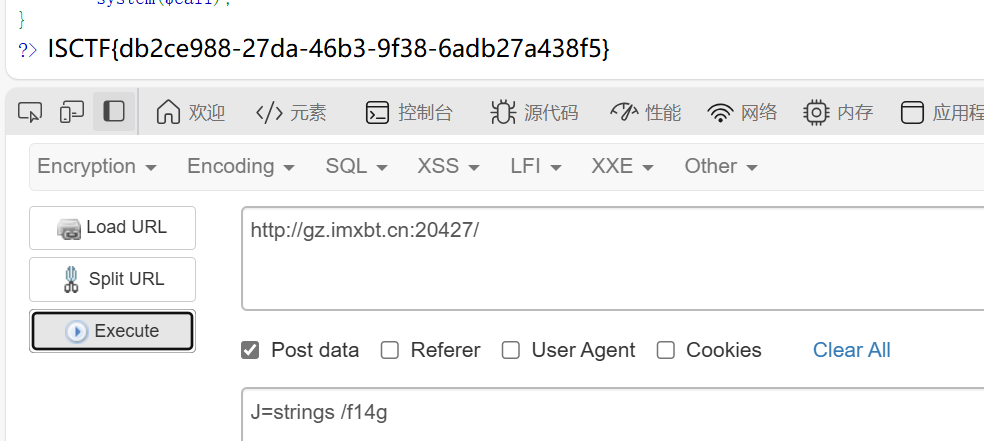 system($call);
}
?> ISCTF{db2ce988-27da-46b3-9f38-6adb27a438f5}
欢迎 元素 控制台 源代码 性能 网络 内存 应用程
Encryption Encoding SQL XSS LFI XXE Other
Load URL
http://gz.imxbt.cn:20427/
Split URL
Execute
Post data Referer User Agent Cookies Clear All
J=strings /f14g